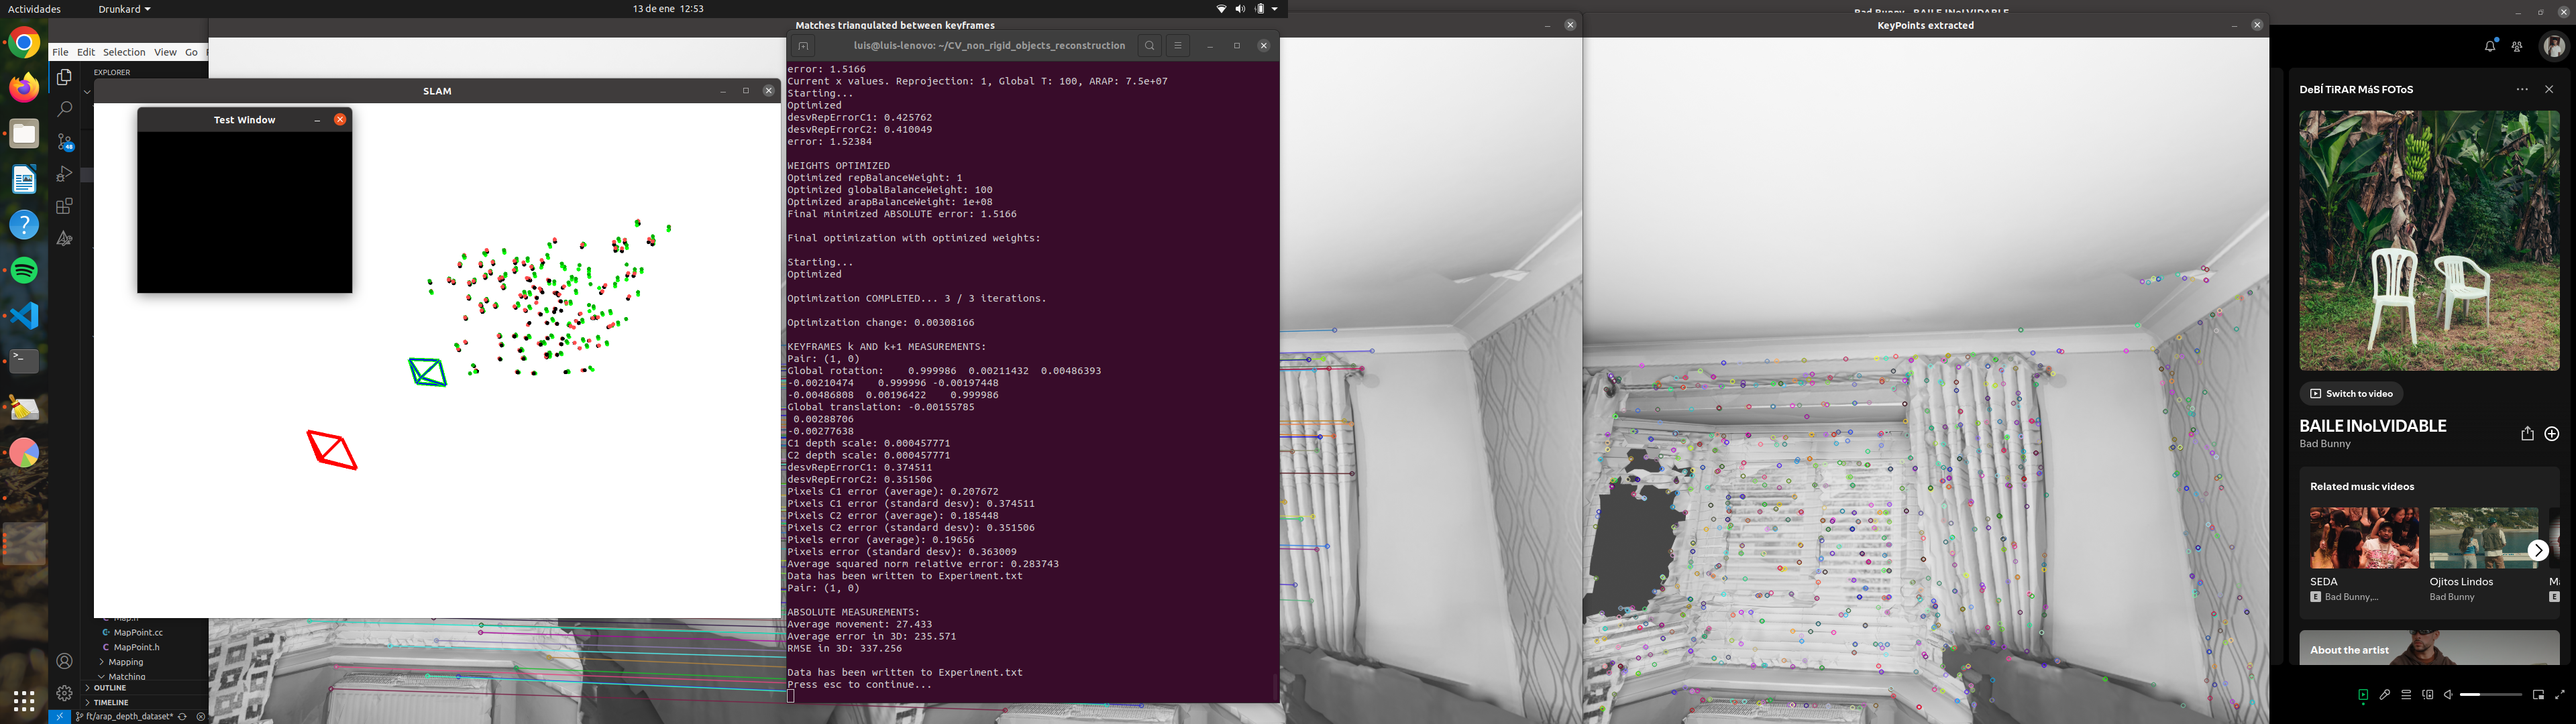 Actividades
Drunkard
13 de ene 12:53
Matches triangulated between keyframes
Bad Bunny - BAILE INoLVIDABLE
KeyPoints extracted
File Edit Selection View Go
EXPLORER
SLAM
Test Window
48
Map.h
MapPoint.cc
MapPoint.h
Mapping
Matching
OUTLINE
TIMELINE
ft/arap_depth_dataset*
luis@luis-lenovo: ~/CV_non_rigid_objects_reconstruction
error: 1.5166
Current x values. Reprojection: 1, Global T: 100, ARAP: 7.5e+07
Starting...
Optimized
desvRepErrorC1: 0.425762
desvRepErrorC2: 0.410049
error: 1.52384
WEIGHTS OPTIMIZED
Optimized repBalanceWeight: 1
Optimized globalBalanceWeight: 100
Optimized arapBalanceWeight: 1e+08
Final minimized ABSOLUTE error: 1.5166
Final optimization with optimized weights:
Starting...
Optimized
Optimization COMPLETED... 3 / 3 iterations.
Optimization change: 0.00308166
KEYFRAMES k AND k+1 MEASUREMENTS:
Pair: (1, 0)
Global rotation: 0.999986 0.00211432 0.00486393
-0.00210474 0.999996 -0.00197448
-0.00486808 0.00196422 0.999986
Global translation: -0.00155785
0.00288706
-0.00277638
C1 depth scale: 0.000457771
C2 depth scale: 0.000457771
desvRepErrorC1: 0.374511
desvRepErrorC2: 0.351506
Pixels C1 error (average): 0.207672
Pixels C1 error (standard desv): 0.374511
Pixels C2 error (average): 0.185448
Pixels C2 error (standard desv): 0.351506
Pixels error (average): 0.19656
Pixels error (standard desv): 0.363009
Average squared norm relative error: 0.283743
Data has been written to Experiment.txt
Pair: (1, 0)
ABSOLUTE MEASUREMENTS:
Average movement: 27.433
Average error in 3D: 235.571
RMSE in 3D: 337.256
Data has been written to Experiment.txt
Press esc to continue...
DeBÍ TiRAR MáS FOToS
Switch to video
BAILE INoLVIDABLE
Bad Bunny
Related music videos
SEDA
E Bad Bunny,...
Ojitos Lindos
Bad Bunny
E
About the artist